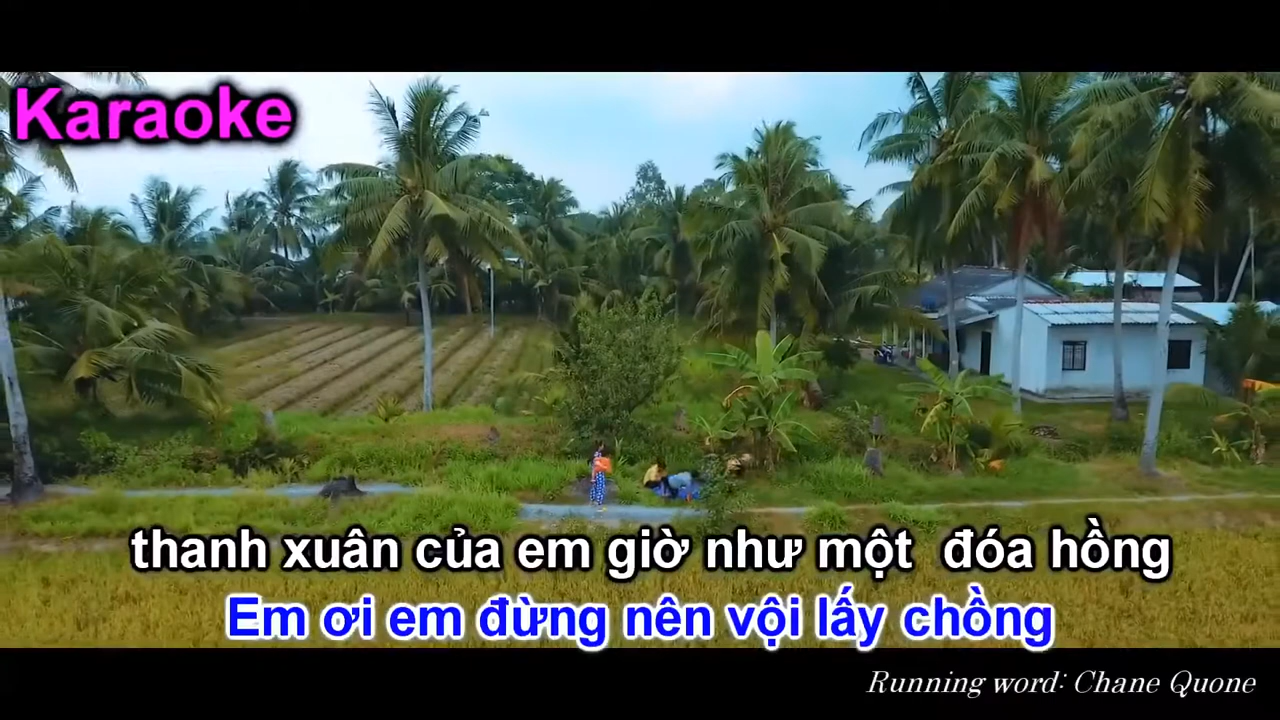 Karaoke
thanh xuân của em giờ như một đóa hồng
Em ơi em đừng nên vội lấy chồng
Running word: Chane Quone